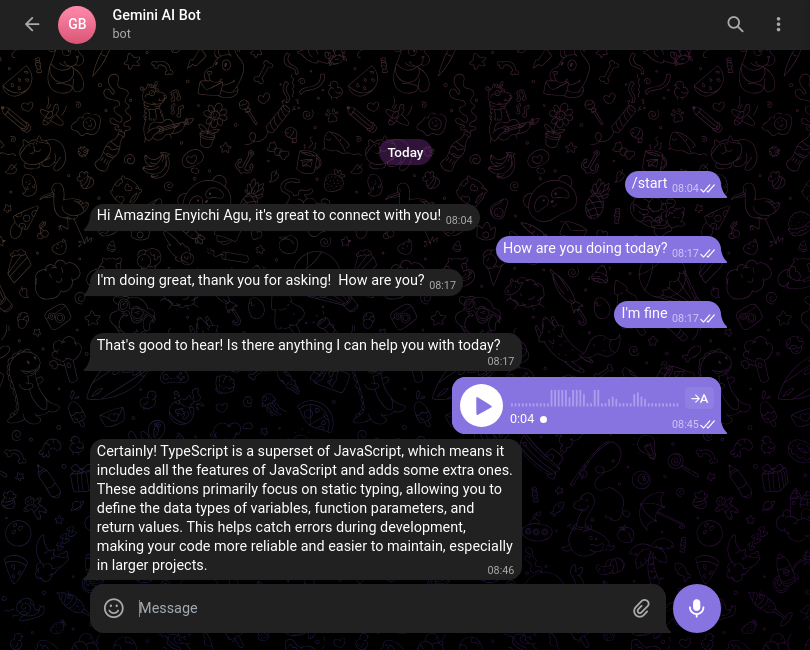 GB
Gemini AI Bot
bot
Today
/start 08:04
Hi Amazing Enyichi Agu, it's great to connect with you! 08:04
How are you doing today? 08:17
I'm doing great, thank you for asking!  How are you? 08:17
I'm fine 08:17
That's good to hear! Is there anything I can help you with today?
08:17
→A
0:04
08:45
Certainly! TypeScript is a superset of JavaScript, which means it
includes all the features of JavaScript and adds some extra ones.
These additions primarily focus on static typing, allowing you to
define the data types of variables, function parameters, and
return values. This helps catch errors during development,
making your code more reliable and easier to maintain, especially
in larger projects. 08:46
Message